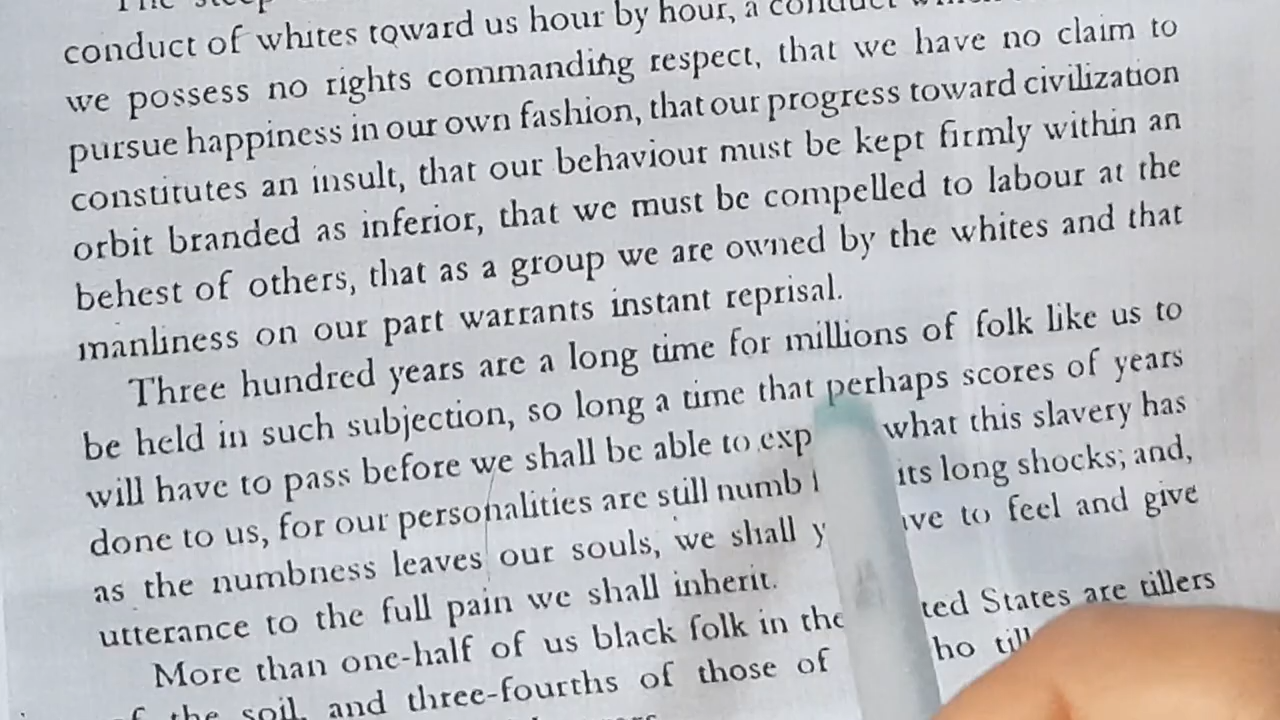 The steep
conduct of whites toward us hour by hour, a conduct
we possess no rights commanding respect, that we have no claim to
pursue happiness in our own fashion, that our progress toward civilization
constitutes an insult, that our behaviour must be kept firmly within an
orbit branded as inferior, that we must be compelled to labour at the
behest of others, that as a group we are owned by the whites and that
manliness on our part warrants instant reprisal.
Three hundred years are a long time for millions of folk like us to
be held in such subjection, so long a time that perhaps scores of years
will have to pass before we shall be able to what this slavery has
done to us, for our personalities are still numb its long shocks; and,
as the numbness leaves our souls, we shall to feel and give
utterance to the full pain we shall inherit.
More than one-half of us black folk in the States are tillers
of the soil, and three-fourths of those of